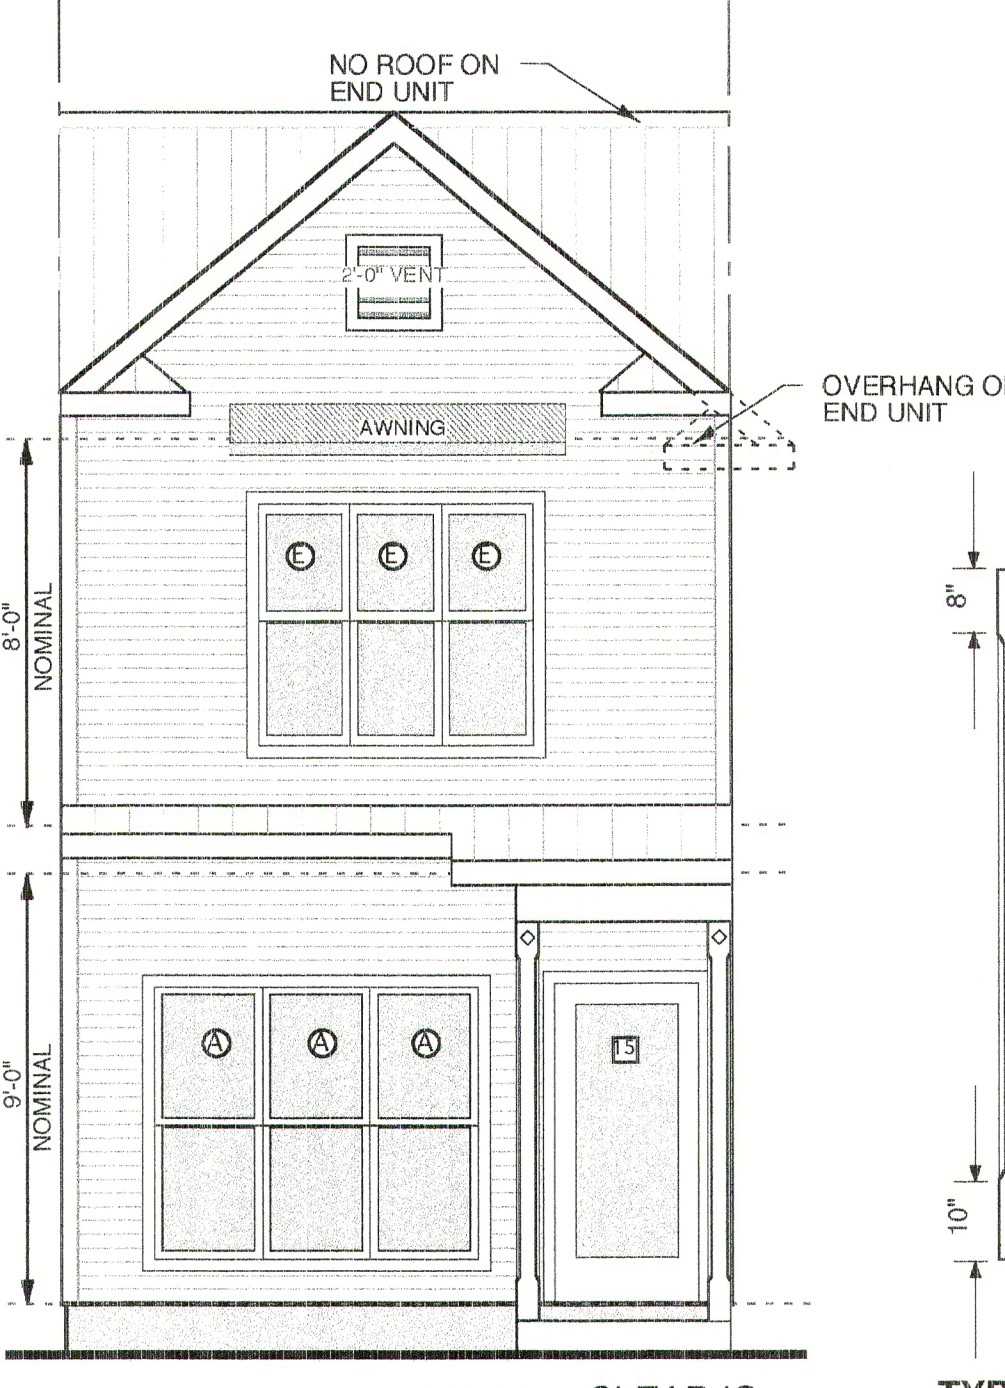 NO ROOF ON
END UNIT
2'-0" VENT
OVERHANG
END UNIT
AWNING
E E E
8'-0"
NOMINAL
8"
A A A
15
9'-0"
NOMINAL
10"